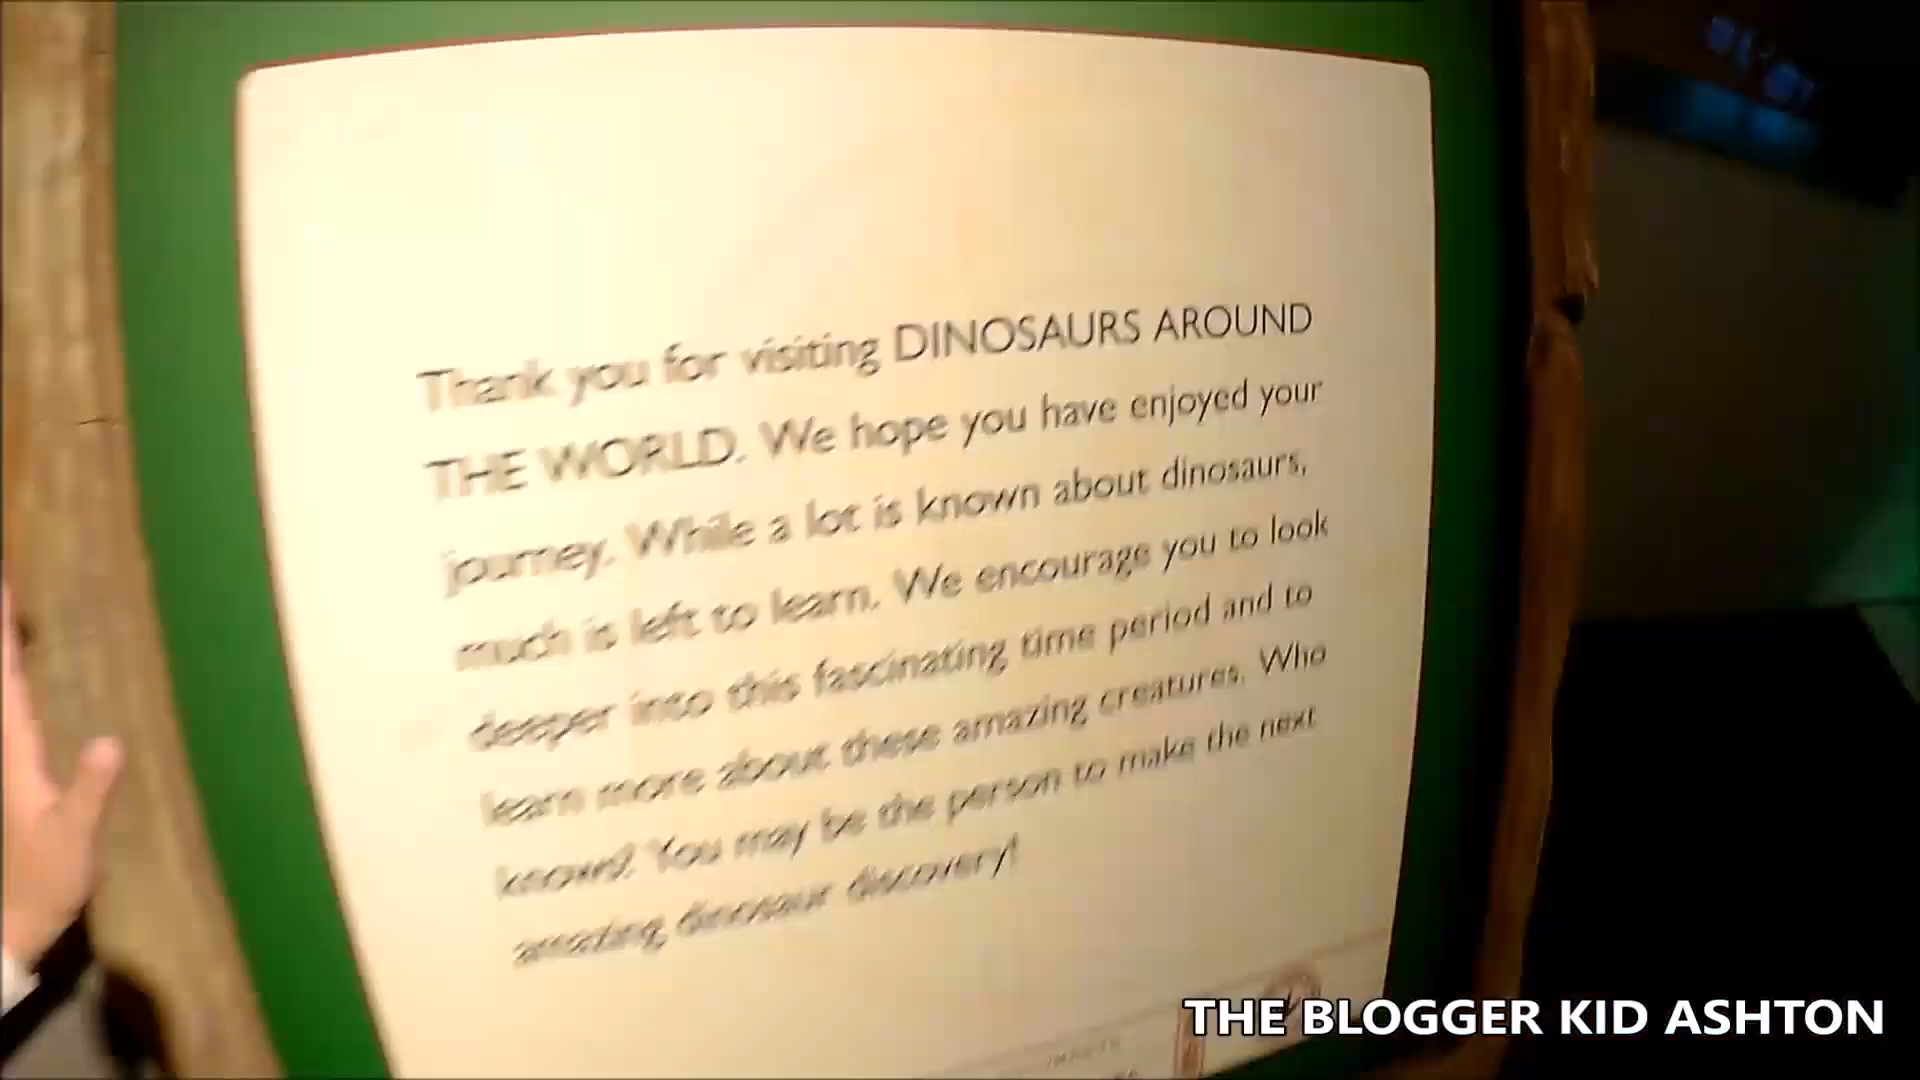 Thank you for visiting DINOSAURS AROUND
THE WORLD. We hope you have enjoyed your
journey. While a lot is known about dinosaurs,
much is left to learn. We encourage you to look
deeper into this fascinating time period and to
learn more about these amazing creatures. Who
knows? You may be the person to make the next
amazing dinosaur discovery!
THE BLOGGER KID ASHTON